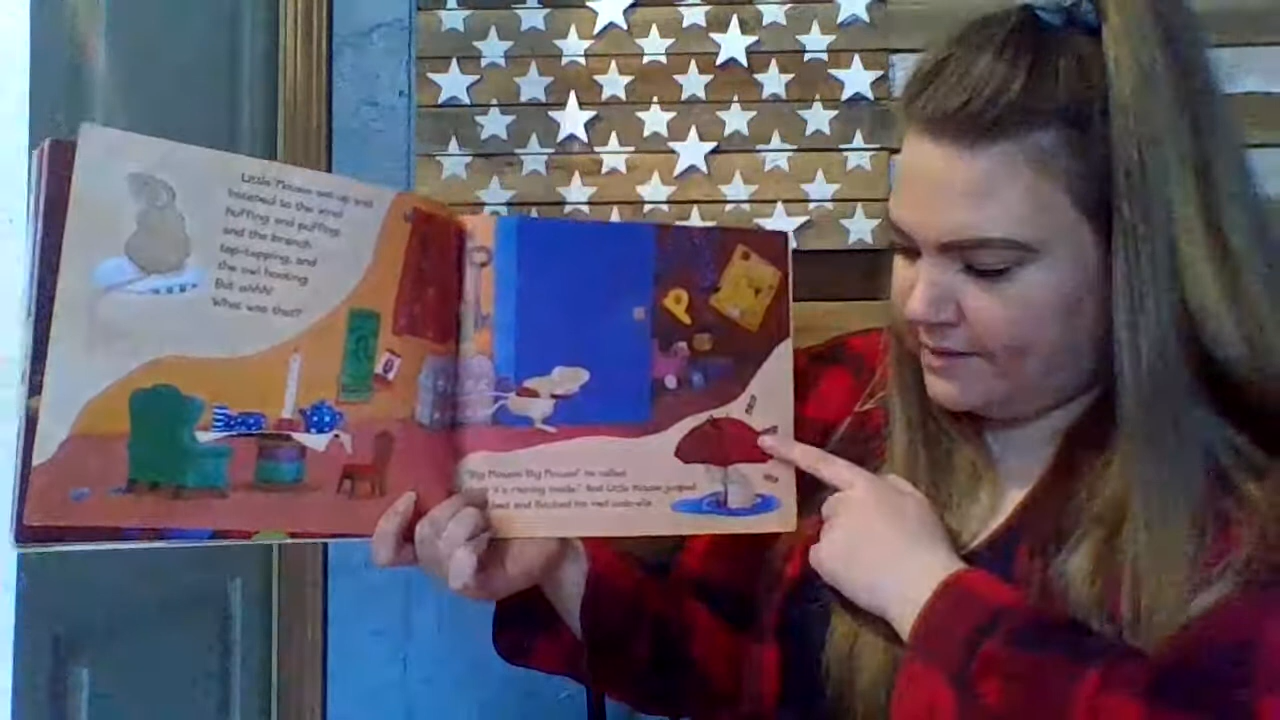 Little Mouse sat up and
listened to the wind
huffing and puffing,
and the branch
tap-tapping, and
the owl hooting.
But ahhh!
What was that?
"Big Mouse! Big Mouse!" he called.
it's raining inside!" And Little Mouse jumped
bed and fetched his red umbrella.